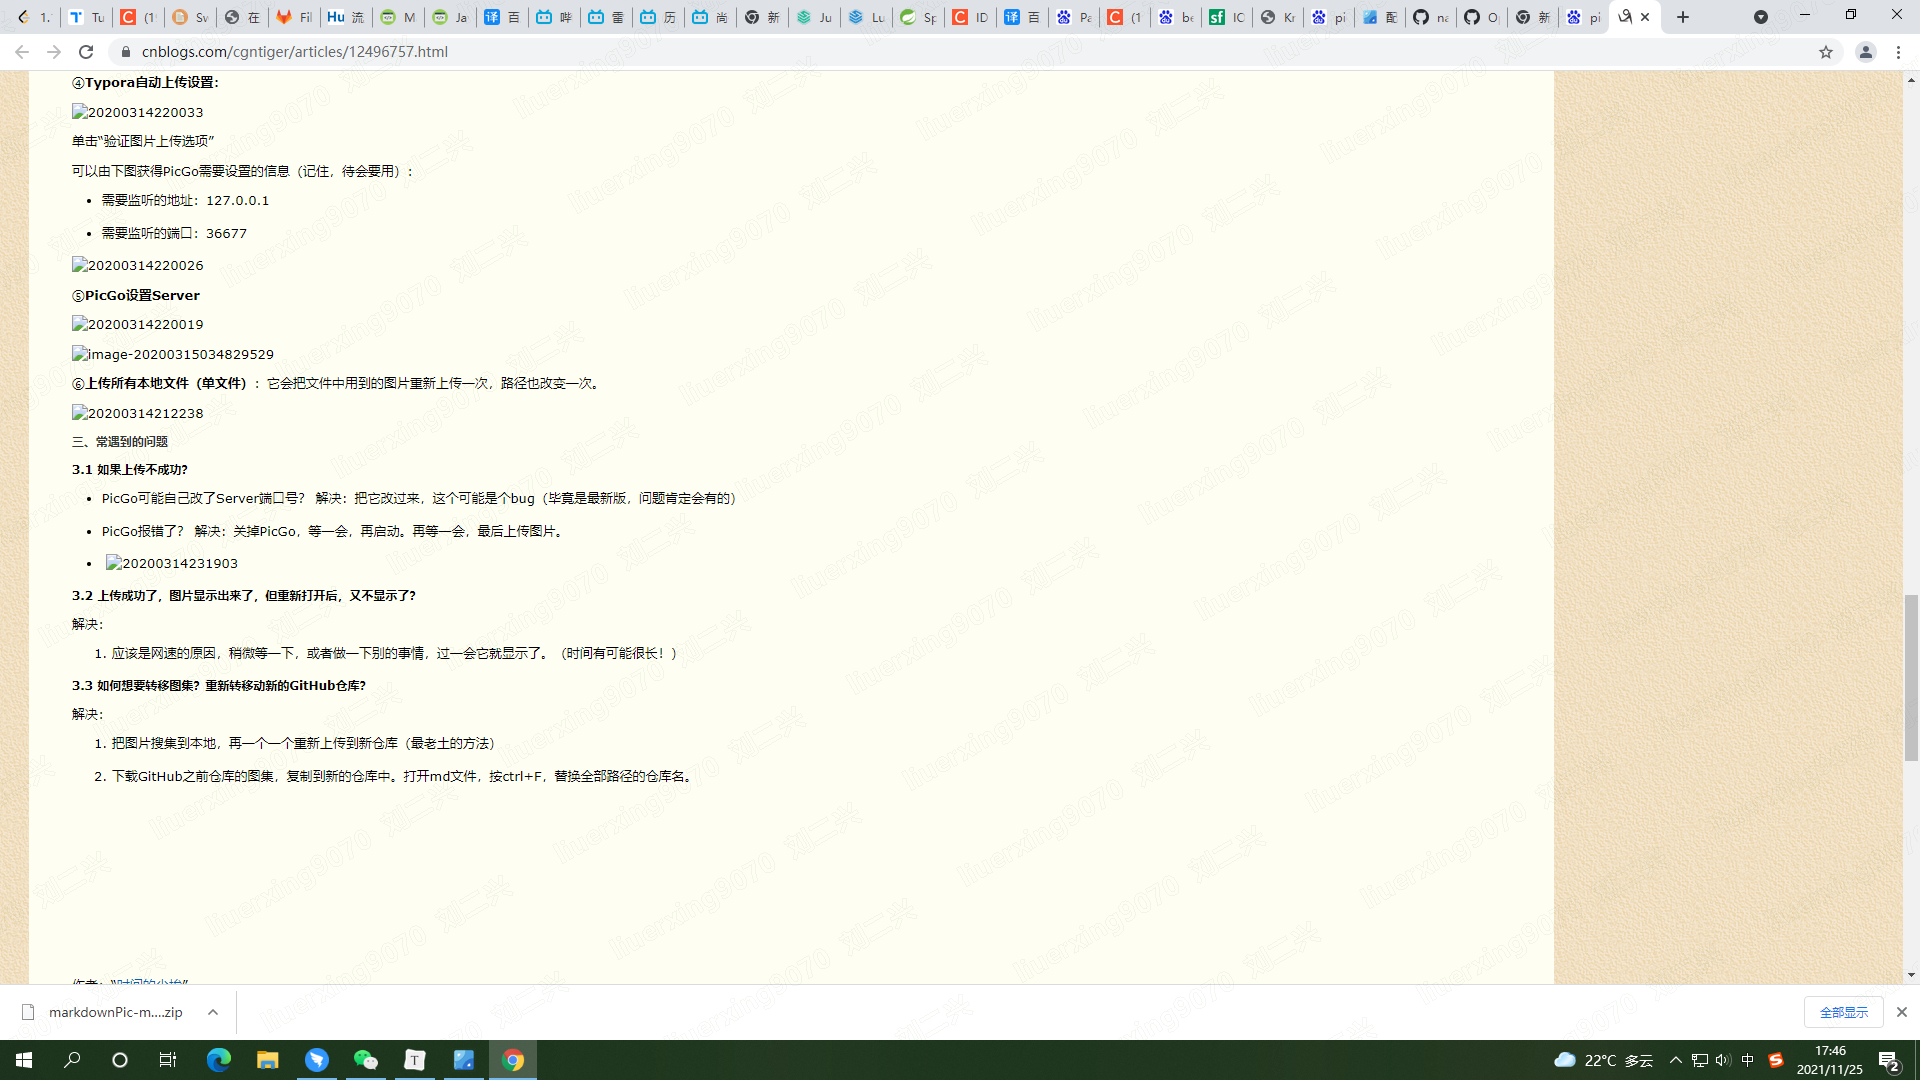 1.
Tu
(1
Sw
在
Fil
Hu 流
M
Ja
译 百
哔
雷
历
尚
新
Ju
Lu
Sp
ID
译 百
Pa
(1
be
sf IC
Kr
pi
配
na
O
新
pi
cnblogs.com/cgntiger/articles/12496757.html
④Typora自动上传设置：
20200314220033
单击“验证图片上传选项”
可以由下图获得PicGo需要设置的信息（记住，待会要用）:
• 需要监听的地址：127.0.0.1
• 需要监听的端口：36677
20200314220026
⑤PicGo设置Server
20200314220019
image-20200315034829529
⑥上传所有本地文件（单文件）: 它会把文件中用到的图片重新上传一次，路径也改变一次。
20200314212238
三、常遇到的问题
3.1 如果上传不成功？
• PicGo可能自己改了Server端口号？ 解决：把它改过来，这个可能是个bug（毕竟是最新版，问题肯定会有的）
• PicGo报错了？ 解决：关掉PicGo，等一会，再启动。再等一会，最后上传图片。
• 20200314231903
3.2 上传成功了，图片显示出来了，但重新打开后，又不显示了？
解决：
1. 应该是网速的原因，稍微等一下，或者做一下别的事情，过一会它就显示了。（时间有可能很长！）
3.3 如何想要转移图集？重新转移动新的GitHub仓库？
解决：
1. 把图片搜集到本地，再一个一个重新上传到新仓库（最老土的方法）
2. 下载GitHub之前仓库的图集，复制到新的仓库中。打开md文件，按ctrl+F，替换全部路径的仓库名。
liuerxing9070 刘二兴
markdownPic-m....zip
全部显示
22°C 多云
中
17:46
2021/11/25
2